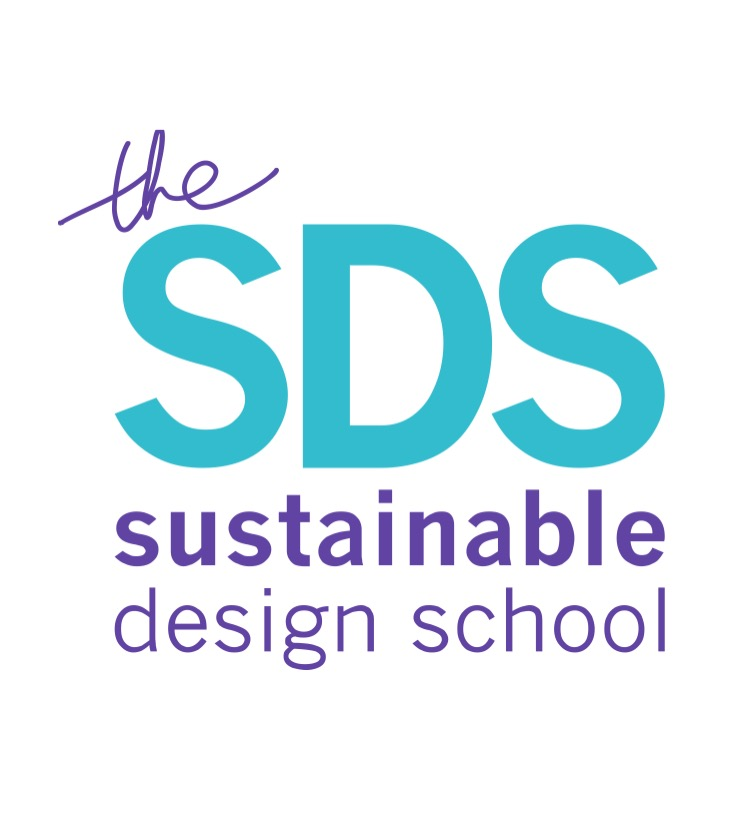 the
SDS
sustainable
design school